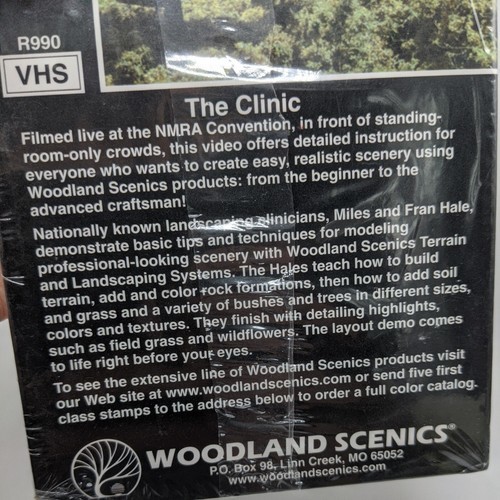 R990
VHS
The Clinic
Filmed live at the NMRA Convention, in front of standing-
room-only crowds, this video offers detailed instruction for
everyone who wants to create easy, realistic scenery using
Woodland Scenics products: from the beginner to the
advanced craftsman!
Nationally known landscaping clinicians, Miles and Fran Hale,
demonstrate basic tips and techniques for modeling
professional-looking scenery with Woodland Scenics Terrain
and Landscaping Systems. The Hales teach how to build
terrain, add and color rock formations, then how to add soil
and grass and a variety of bushes and trees in different sizes,
colors and textures. They finish with detailing highlights,
such as field grass and wildflowers. The layout demo comes
to life right before your eyes.
To see the extensive line of Woodland Scenics products visit
our Web site at www.woodlandscenics.com or send five first
class stamps to the address below to order a full color catalog.
WOODLAND SCENICS®
P.O. Box 98, Linn Creek, MO 65052
www.woodlandscenics.com